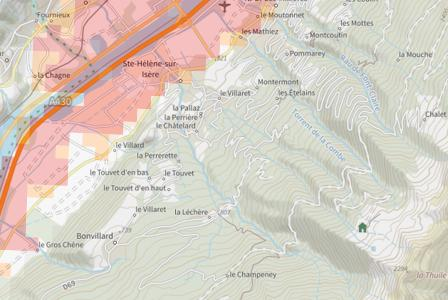 Fournieux
le Moutonnet
les Mottes
les Mathiez
Montcoutin
Pommarey
la Mouche
la Chagne
Ste-Hélène-sur-
Isère
Montermont
le Villaret
les Ételains
A430
la Pallaz
la Perrière
le Châtelard
Torrent de la Combe
Chalet
le Villard
la Perrerette
le Touvet d'en bas
le Touvet
le Touvet d'en haut
le Villaret
la Léchère
Bonvillard
739
le Gros Chêne
le Champeney
D69
la Thuile